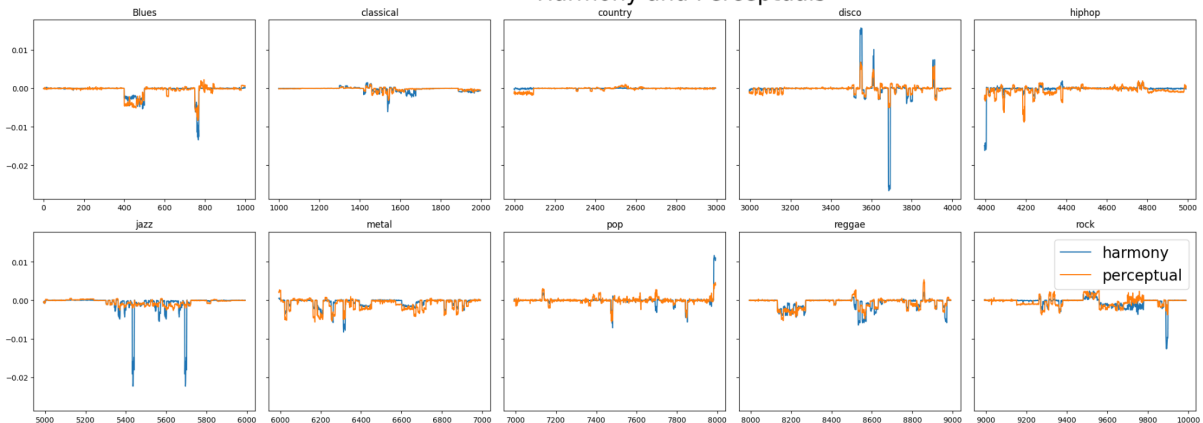 Harmony and Perceptuals
Blues
classical
country
disco
hiphop
0.01
0.00
−0.01
−0.02
0 200 400 600 800 1000
1000 1200 1400 1600 1800 2000
2000 2200 2400 2600 2800 3000
3000 3200 3400 3600 3800 4000
4000 4200 4400 4600 4800 5000
jazz
metal
pop
reggae
rock
harmony
perceptual
0.01
0.00
−0.01
−0.02
5000 5200 5400 5600 5800 6000
6000 6200 6400 6600 6800 7000
7000 7200 7400 7600 7800 8000
8000 8200 8400 8600 8800 9000
9000 9200 9400 9600 9800 10000